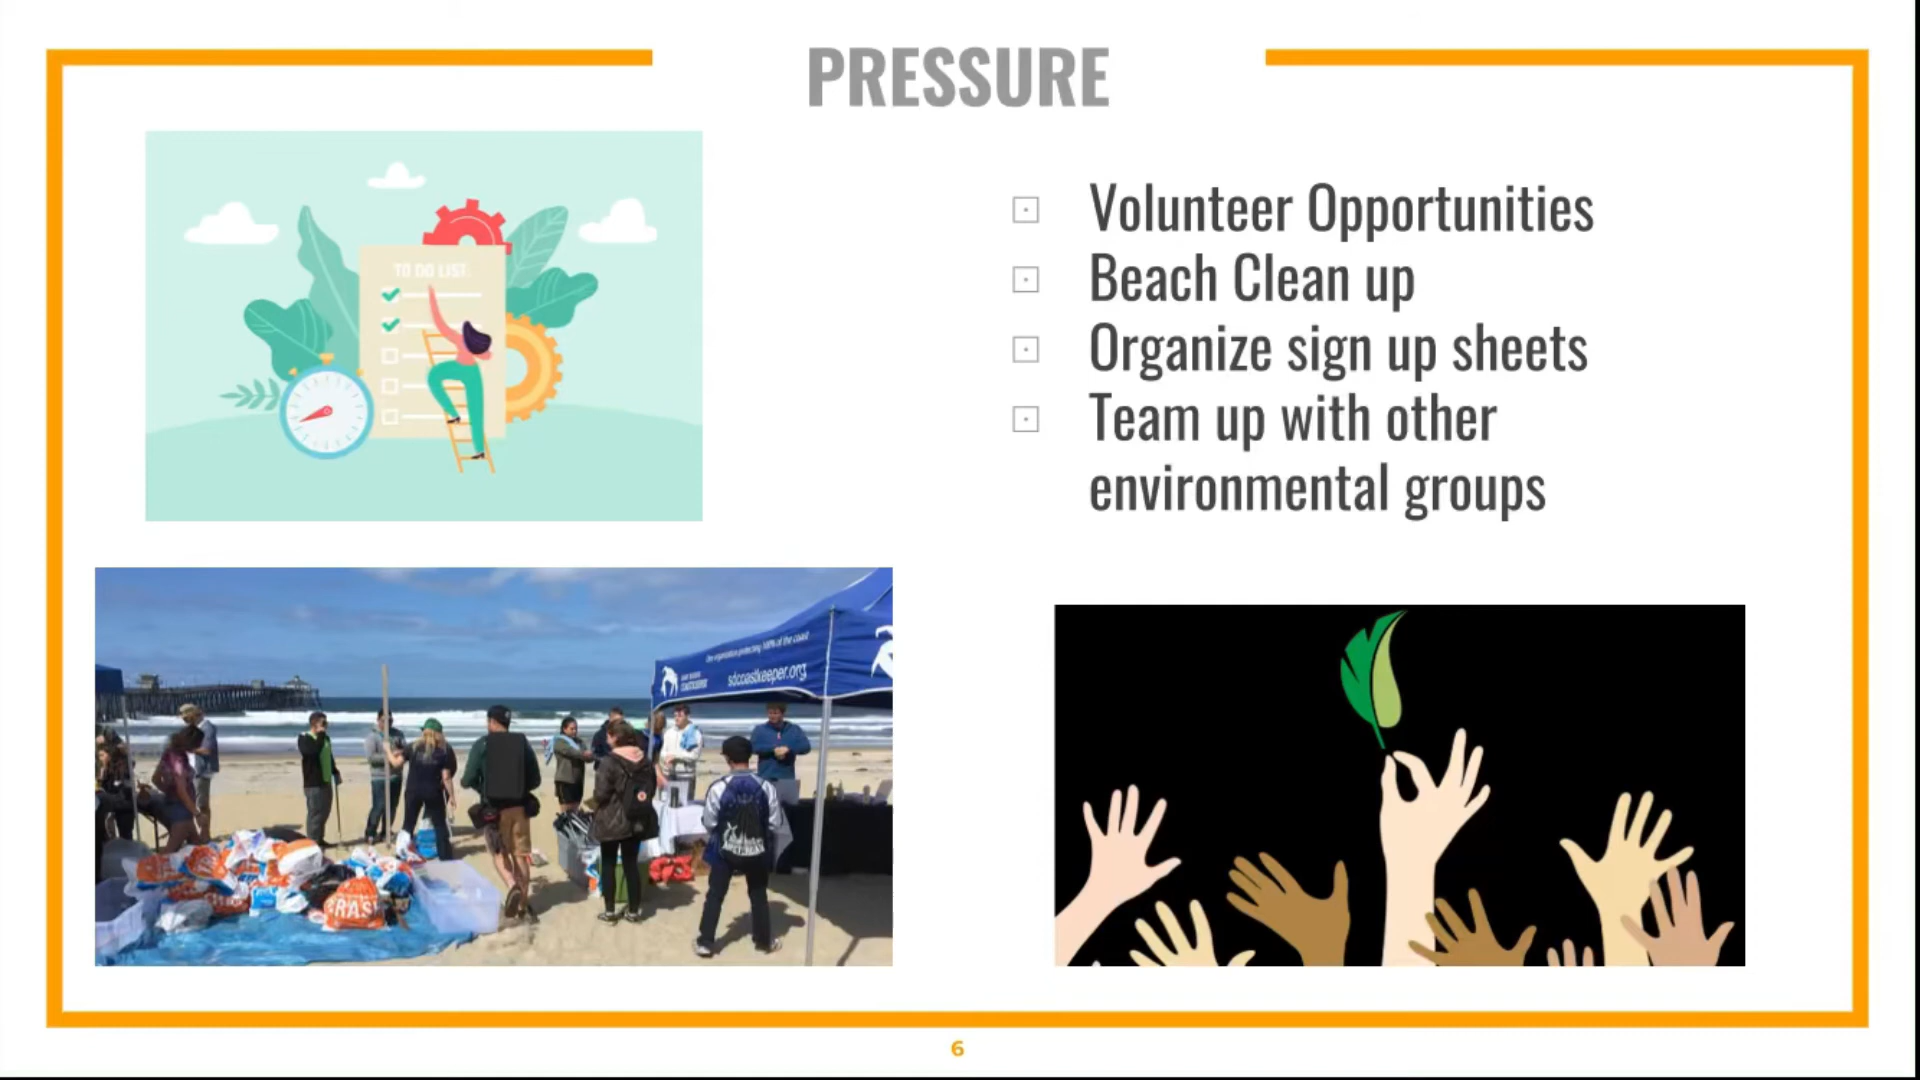 PRESSURE
TO DO LIST
Volunteer Opportunities
Beach Clean up
Organize sign up sheets
Team up with other
environmental groups
sdcoastkeeper.org
COASTKEEPER
6